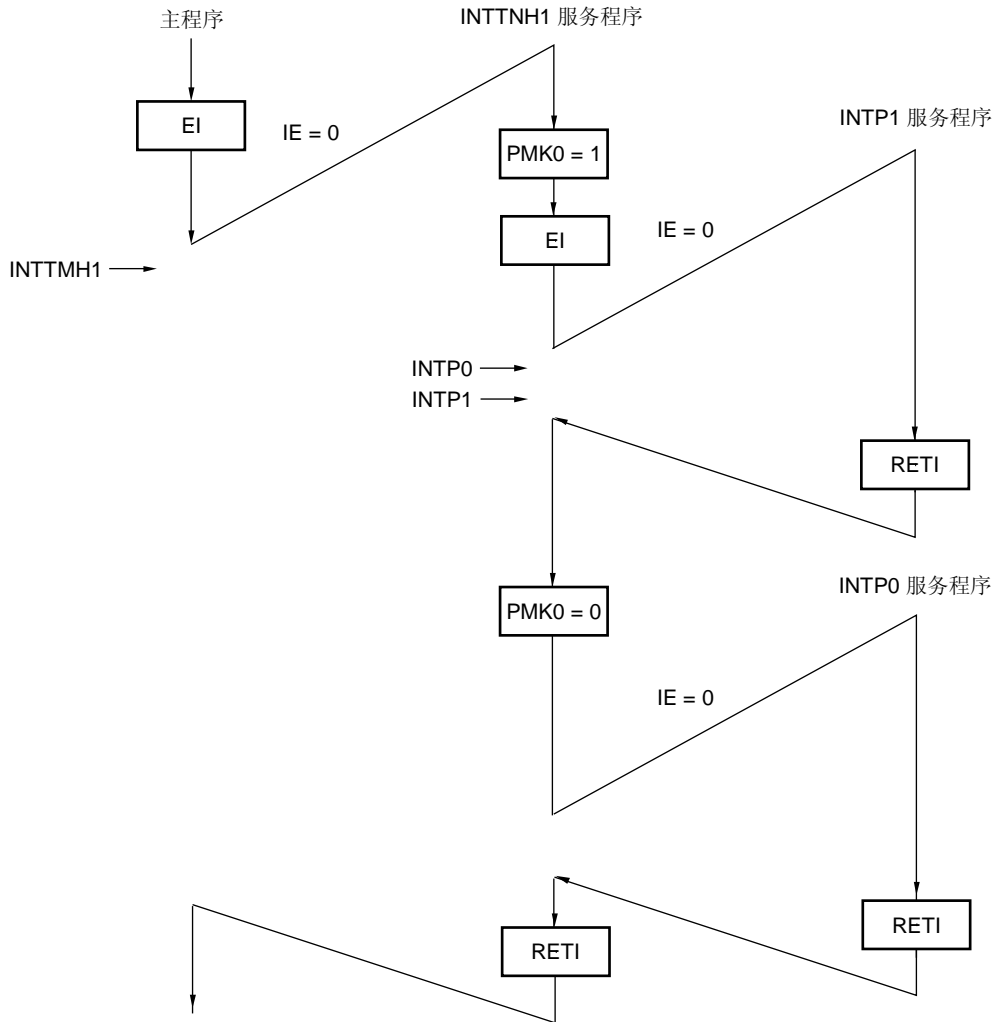 主程序
INTTNH1 服务程序
EI
IE = 0
PMK0 = 1
INTP1 服务程序
EI
IE = 0
INTTMH1
INTP0
INTP1
RETI
PMK0 = 0
INTP0 服务程序
IE = 0
RETI
RETI